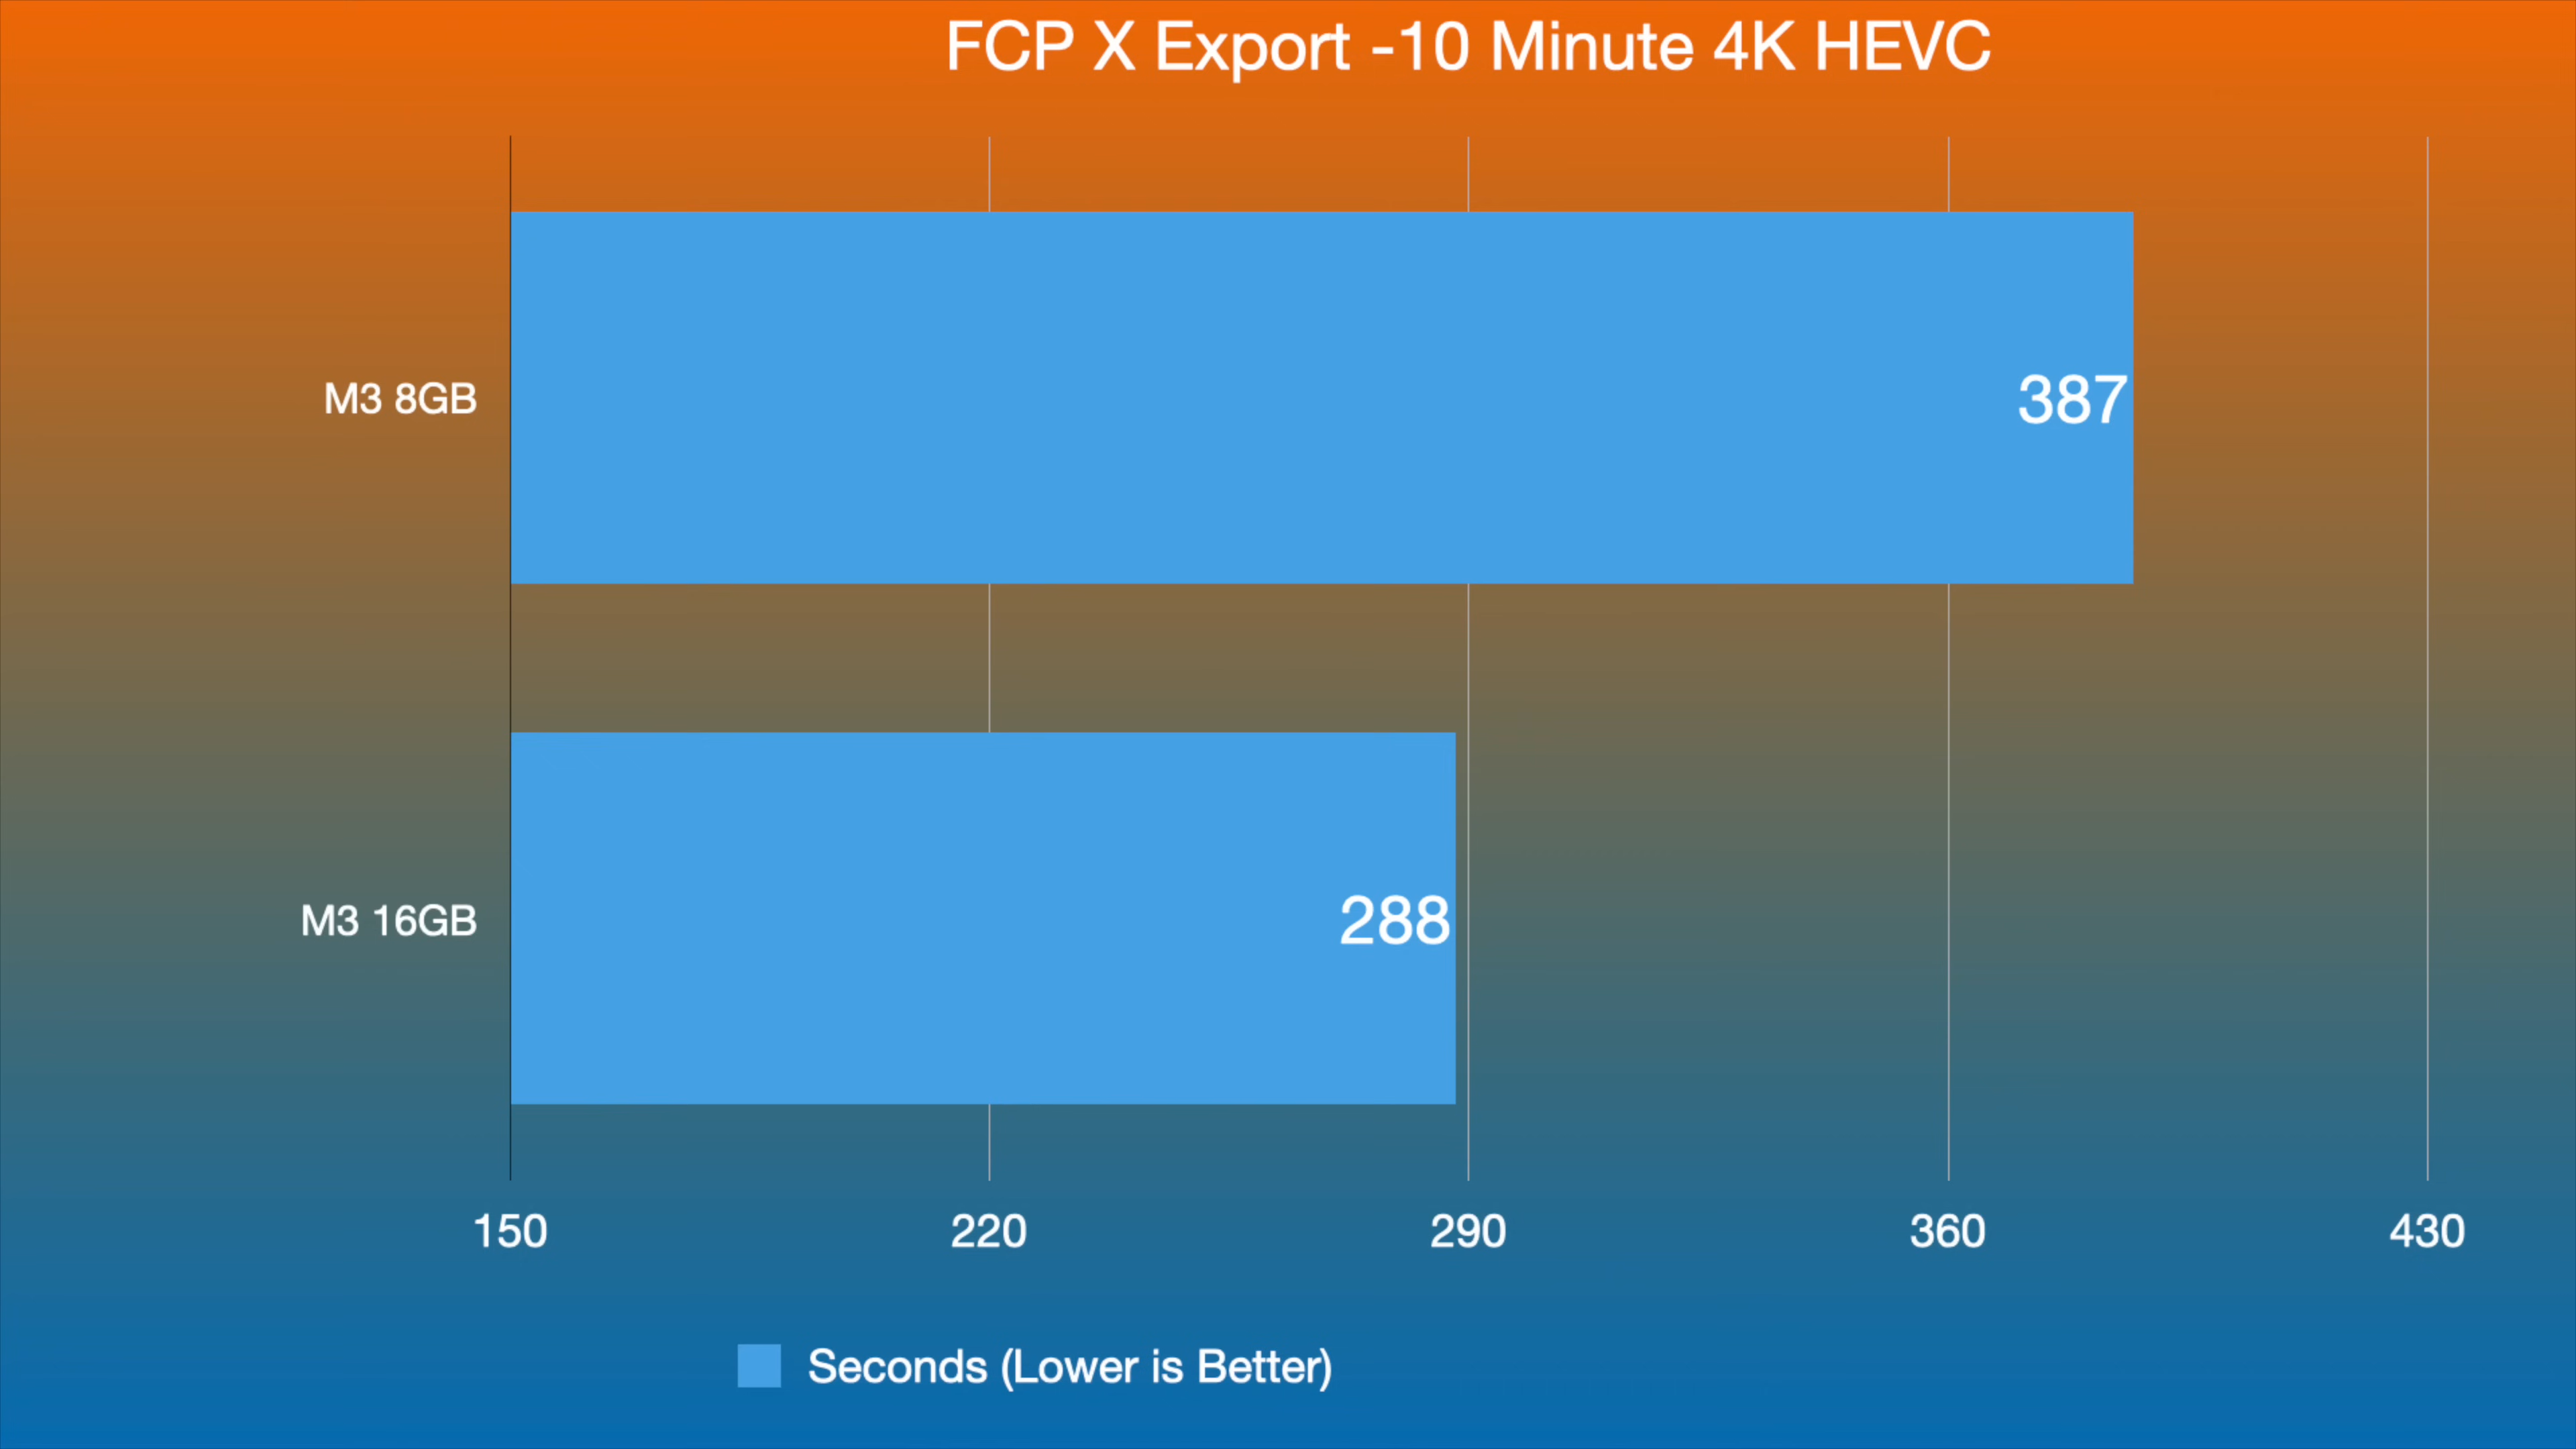 FCP X Export -10 Minute 4K HEVC
M3 8GB
387
M3 16GB
288
150 220 290 360 430
Seconds (Lower is Better)